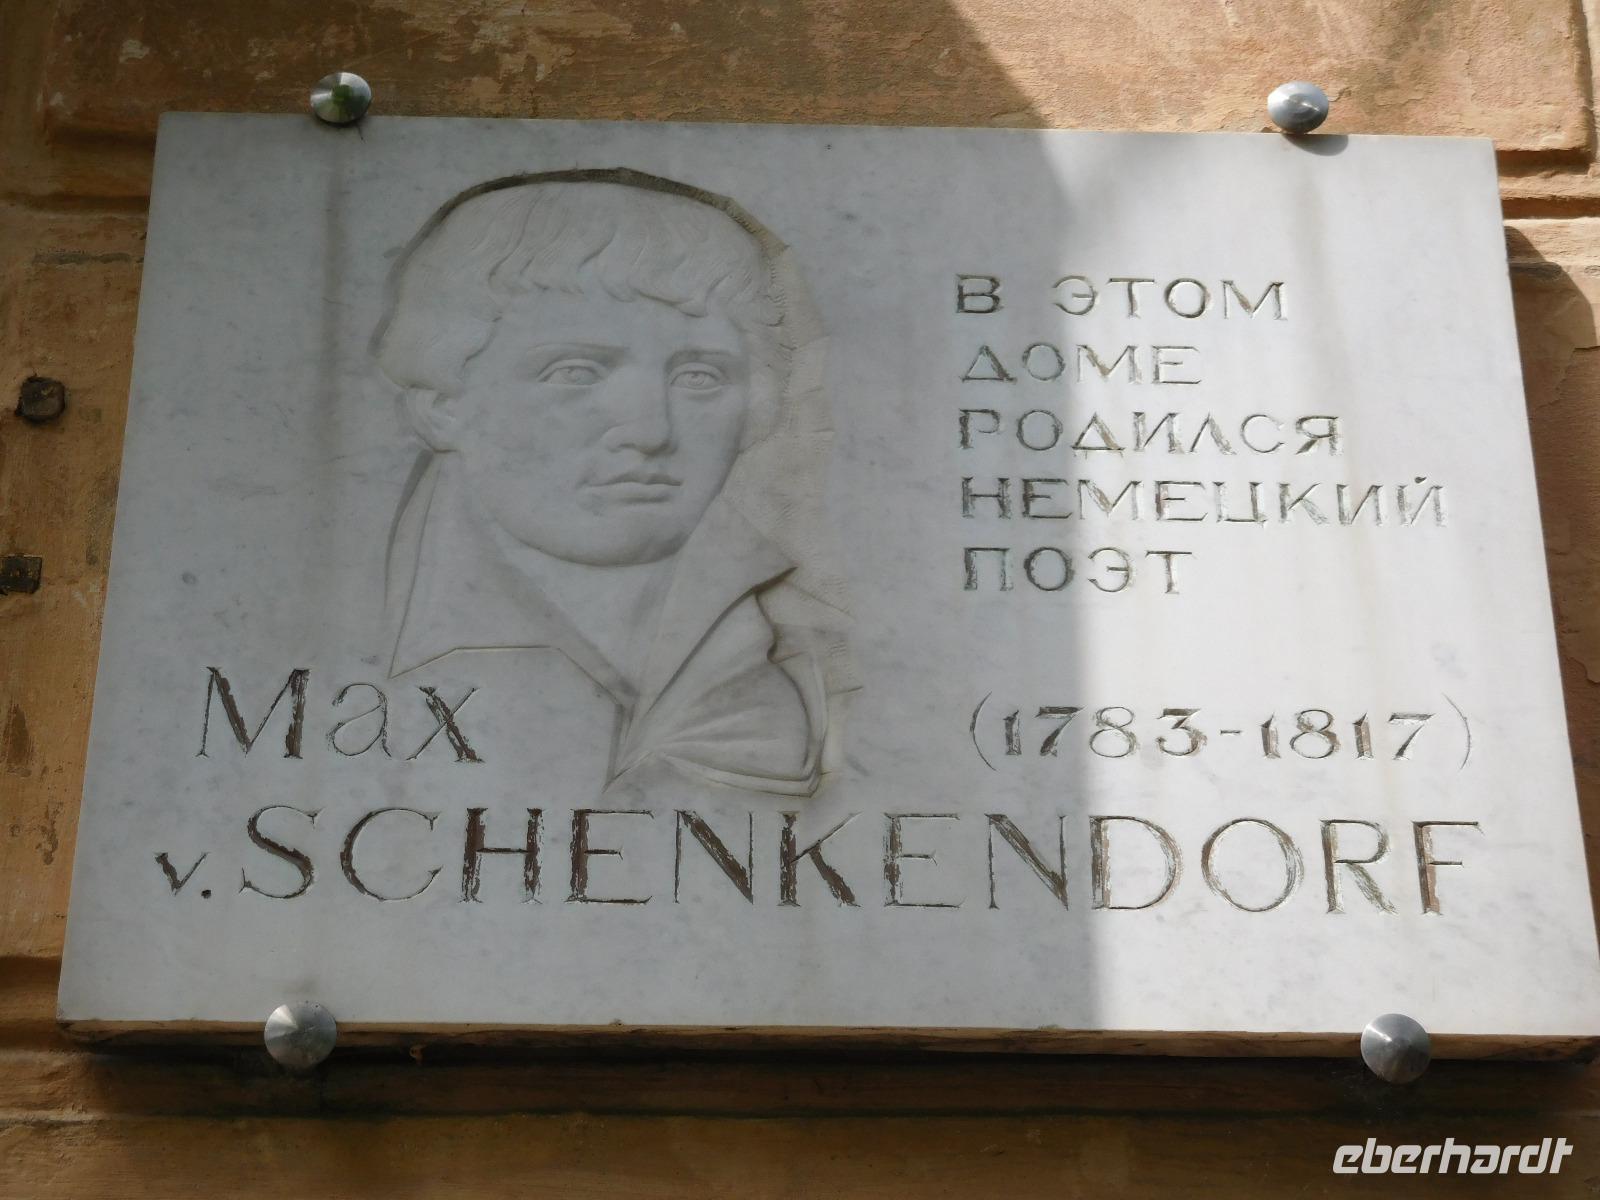 В ЭТОМ
ДОМЕ
РОДИЛСЯ
НЕМЕЦКИЙ
ПОЭТ
Max
(1783-1817)
v. SCHENKENDORF
eberhardt